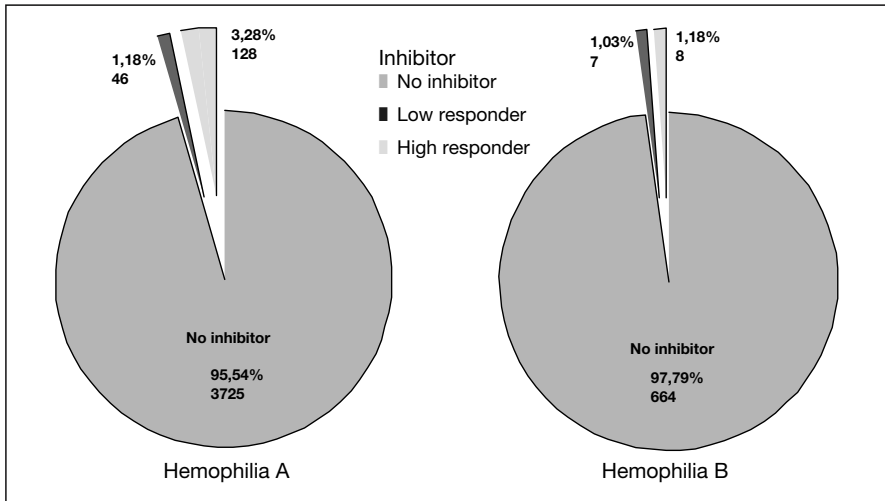 1,18%
46
3,28%
128
Inhibitor
No inhibitor
Low responder
High responder
1,03%
7
1,18%
8
No inhibitor
95,54%
3725
Hemophilia A
No inhibitor
97,79%
664
Hemophilia B